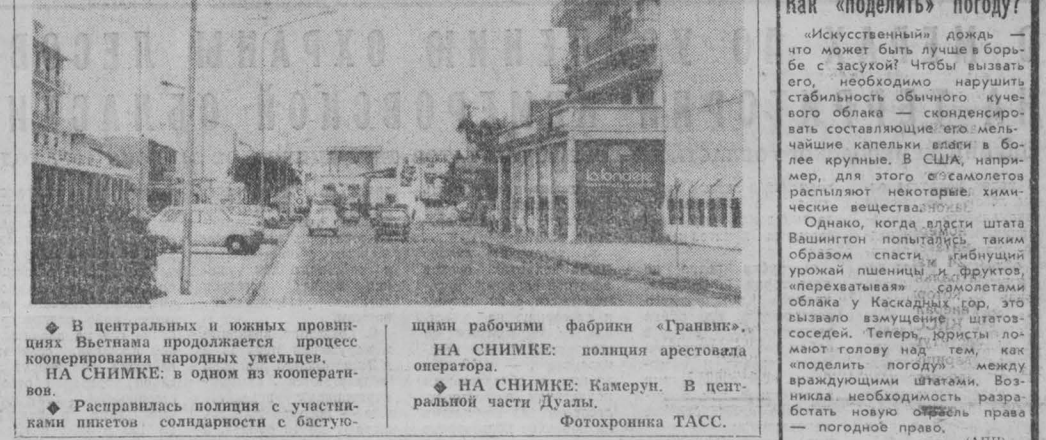 la fonderie
◆ В центральных и южных провин-
циях Вьетнама продолжается процесс
кооперирования народных умельцев.
НА СНИМКЕ: в одном из кооперати-
вов.
◆ Расправилась полиция с участни-
ками пикетов солидарности с бастую-
щими рабочими фабрики «Гранвик».
НА СНИМКЕ: полиция арестовала
оператора.
◆ НА СНИМКЕ: Камерун. В цент-
ральной части Дуалы.
Фотохроника ТАСС.
Как «поделить» погоду?
«Искусственный» дождь —
что может быть лучше в борь-
бе с засухой? Чтобы вызвать
его, необходимо нарушить
стабильность обычного куче-
вого облака — сконденсиро-
вать составляющие его мель-
чайшие капельки влаги в бо-
лее крупные. В США, напри-
мер, для этого с самолетов
распыляют некоторые хими-
ческие вещества.
Однако, когда власти штата
Вашингтон попытались таким
образом спасти гибнущий
урожай пшеницы и фруктов,
«перехватывая» самолетами
облака у Каскадных гор, это
вызвало возмущение штатов-
соседей. Теперь юристы ло-
мают голову над тем, как
«поделить погоду» между
враждующими штатами. Воз-
никла необходимость разра-
ботать новую отрасль права
— погодное право.